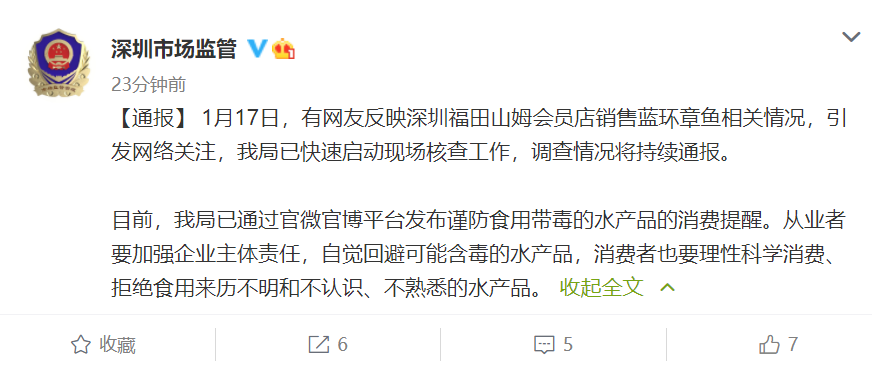 深圳市场监管
23分钟前
【通报】 1月17日，有网友反映深圳福田山姆会员店销售蓝环章鱼相关情况，引
发网络关注，我局已快速启动现场核查工作，调查情况将持续通报。
目前，我局已通过官微官博平台发布谨防食用带毒的水产品的消费提醒。从业者
要加强企业主体责任，自觉回避可能含毒的水产品，消费者也要理性科学消费、
拒绝食用来历不明和不认识、不熟悉的水产品。 收起全文
收藏 6 5 7